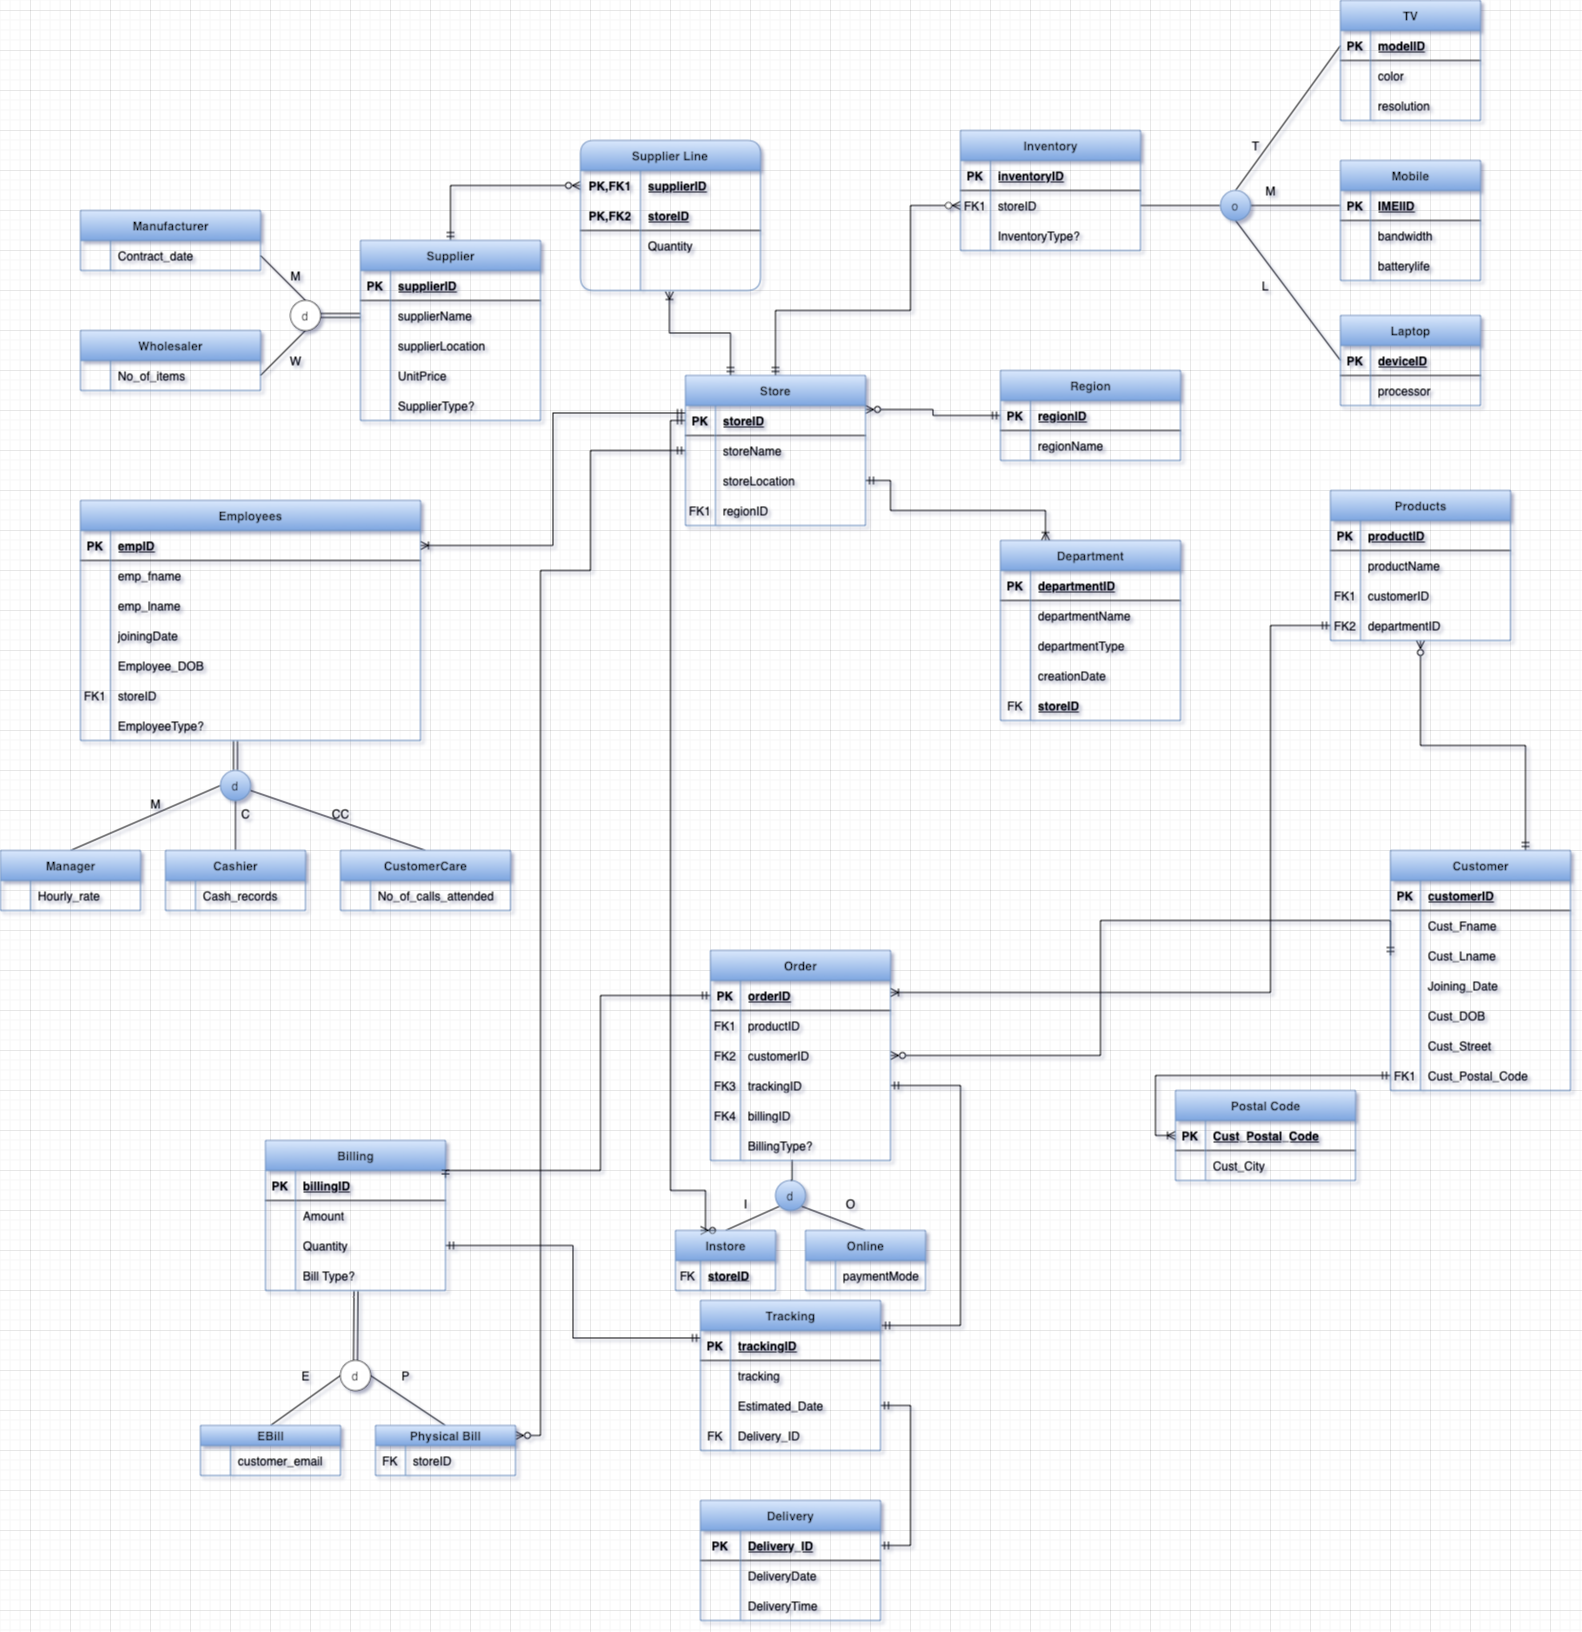 TV
PK modelID
color
resolution
Supplier Line
PK,FK1 supplierID
PK,FK2 storeID
Quantity
Inventory
PK inventoryID
FK1 storeID
InventoryType?
T
M
L
o
Mobile
PK IMEIID
bandwidth
batterylife
Laptop
PK deviceID
processor
Manufacturer
Contract_date
M
d
W
Wholesaler
No_of_items
Supplier
PK supplierID
supplierName
supplierLocation
UnitPrice
SupplierType?
Store
PK storeID
storeName
storeLocation
FK1 regionID
Region
PK regionID
regionName
Employees
PK empID
emp_fname
emp_lname
joiningDate
Employee_DOB
FK1 storeID
EmployeeType?
d
M
C
CC
Manager
Hourly_rate
Cashier
Cash_records
CustomerCare
No_of_calls_attended
Department
PK departmentID
departmentName
departmentType
creationDate
FK storeID
Products
PK productID
productName
FK1 customerID
FK2 departmentID
Customer
PK customerID
Cust_Fname
Cust_Lname
Joining_Date
Cust_DOB
Cust_Street
FK1 Cust_Postal_Code
Postal Code
PK Cust_Postal_Code
Cust_City
Order
PK orderID
FK1 productID
FK2 customerID
FK3 trackingID
FK4 billingID
BillingType?
d
I
O
Instore
FK storeID
Online
paymentMode
Billing
PK billingID
Amount
Quantity
Bill Type?
d
E
P
EBill
customer_email
Physical Bill
FK storeID
Tracking
PK trackingID
tracking
Estimated_Date
FK Delivery_ID
Delivery
PK Delivery_ID
DeliveryDate
DeliveryTime